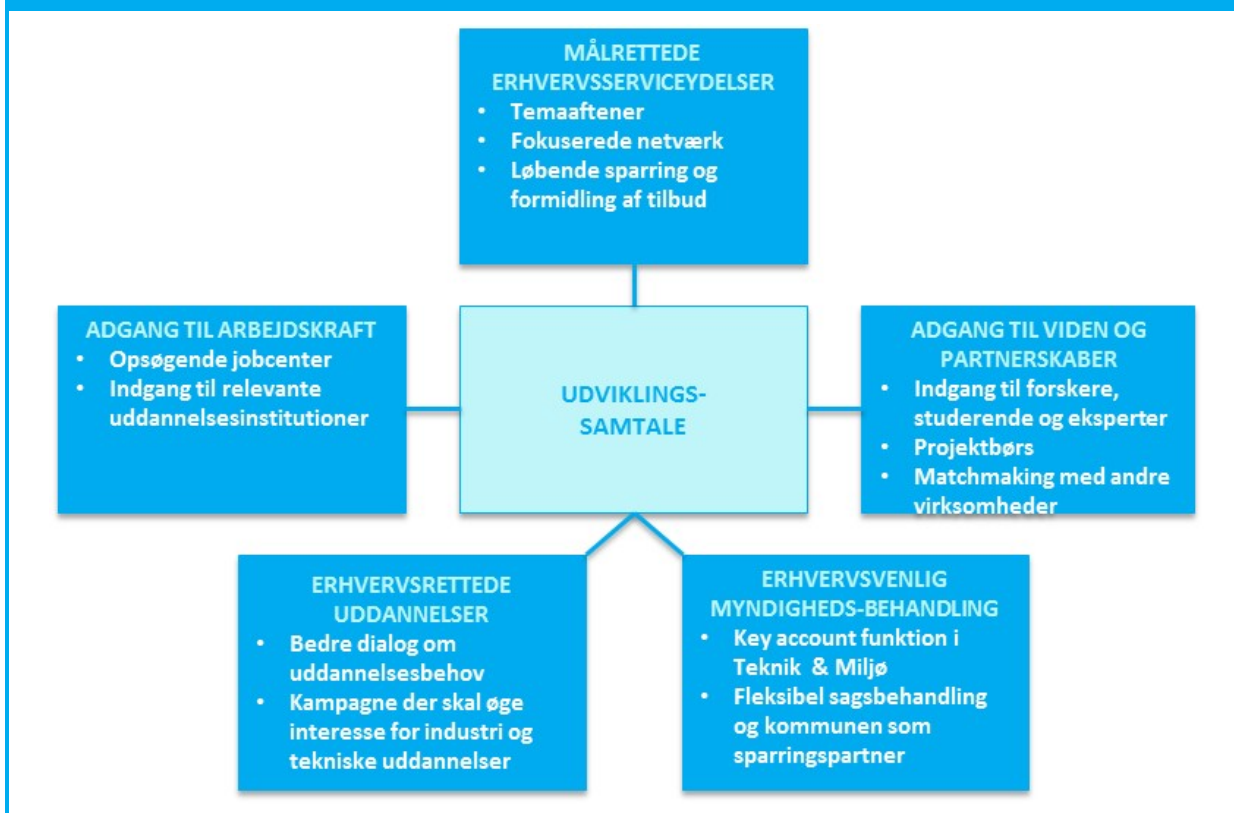 MÅLRETTEDE
ERHVERVSSERVICEYDELSER
• Temaaftener
• Fokuserede netværk
• Løbende sparring og
formidling af tilbud
ADGANG TIL ARBEJDSKRAFT
• Opsøgende jobcenter
• Indgang til relevante
uddannelsesinstitutioner
UDVIKLINGS-
SAMTALE
ADGANG TIL VIDEN OG
PARTNERSKABER
• Indgang til forskere,
studerende og eksperter
• Projektbørs
• Matchmaking med andre
virksomheder
ERHVERVSRETTEDE
UDDANNELSER
• Bedre dialog om
uddannelsesbehov
• Kampagne der skal øge
interesse for industri og
tekniske uddannelser
ERHVERVSVENLIG
MYNDIGHEDS-BEHANDLING
• Key account funktion i
Teknik & Miljø
• Fleksibel sagsbehandling
og kommunen som
sparringspartner